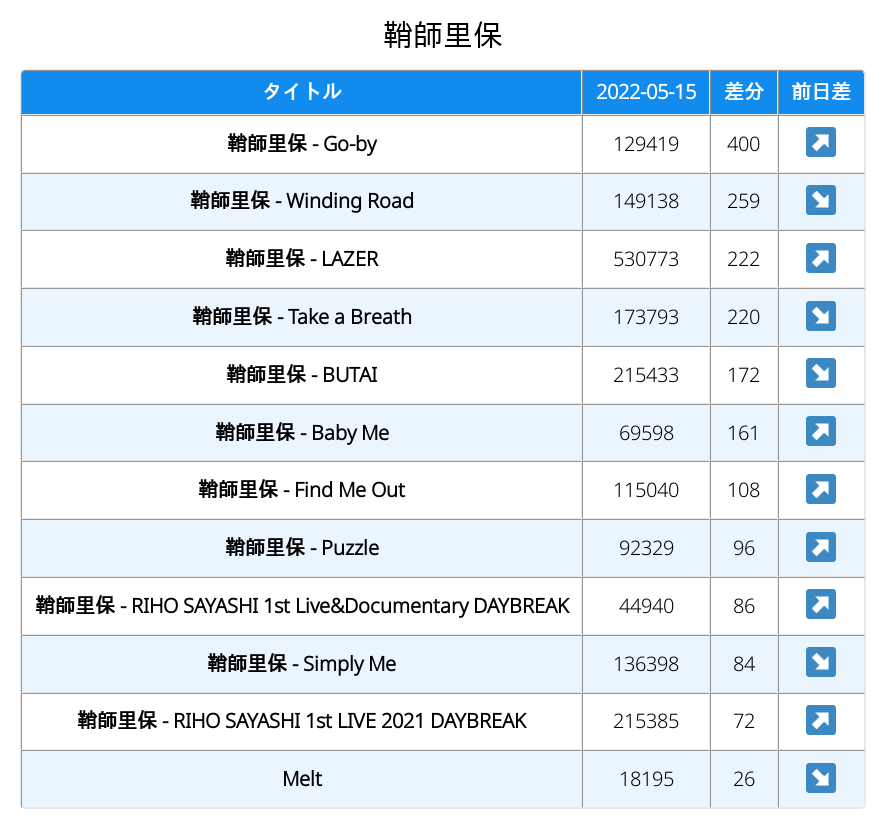 鞘師里保
タイトル 2022-05-15 差分 前日差
鞘師里保 - Go-by 129419 400 ↗
鞘師里保 - Winding Road 149138 259 ↘
鞘師里保 - LAZER 530773 222 ↗
鞘師里保 - Take a Breath 173793 220 ↘
鞘師里保 - BUTAI 215433 172 ↘
鞘師里保 - Baby Me 69598 161 ↗
鞘師里保 - Find Me Out 115040 108 ↗
鞘師里保 - Puzzle 92329 96 ↗
鞘師里保 - RIHO SAYASHI 1st Live&Documentary DAYBREAK 44940 86 ↗
鞘師里保 - Simply Me 136398 84 ↘
鞘師里保 - RIHO SAYASHI 1st LIVE 2021 DAYBREAK 215385 72 ↗
Melt 18195 26 ↘